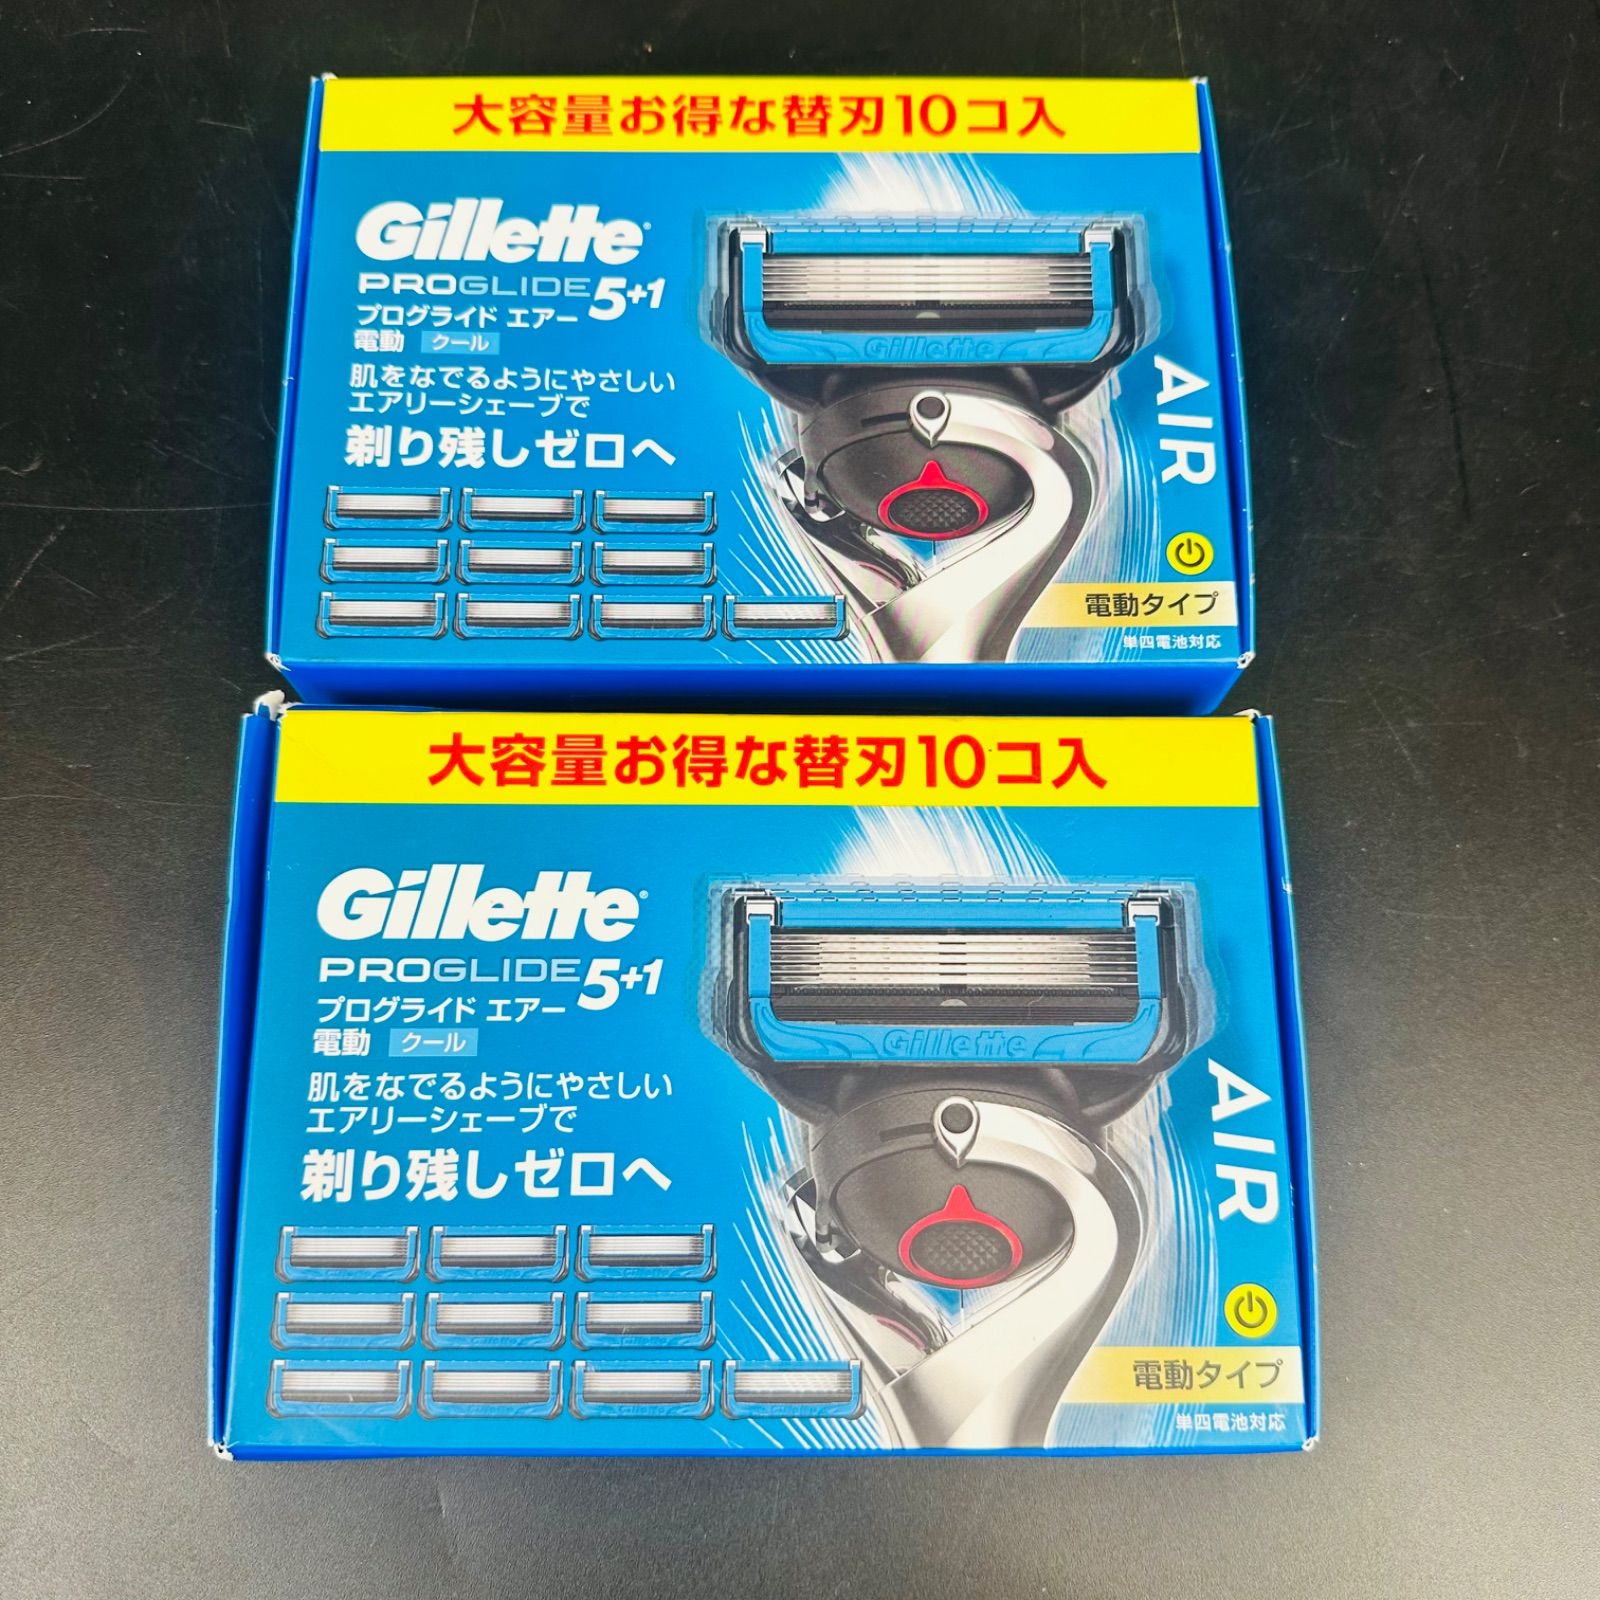 大容量お得な替刃10コ入
Gillette
PROGLIDE 5+1
プログライド エアー
電動 クール
肌をなでるようにやさしい
エアリーシェーブで
剃り残しゼロへ
Gillette
AIR
電動タイプ
単四電池対応
大容量お得な替刃10コ入
Gillette
PROGLIDE 5+1
プログライド エアー
電動 クール
肌をなでるようにやさしい
エアリーシェーブで
剃り残しゼロへ
Gillette
AIR
電動タイプ
単四電池対応